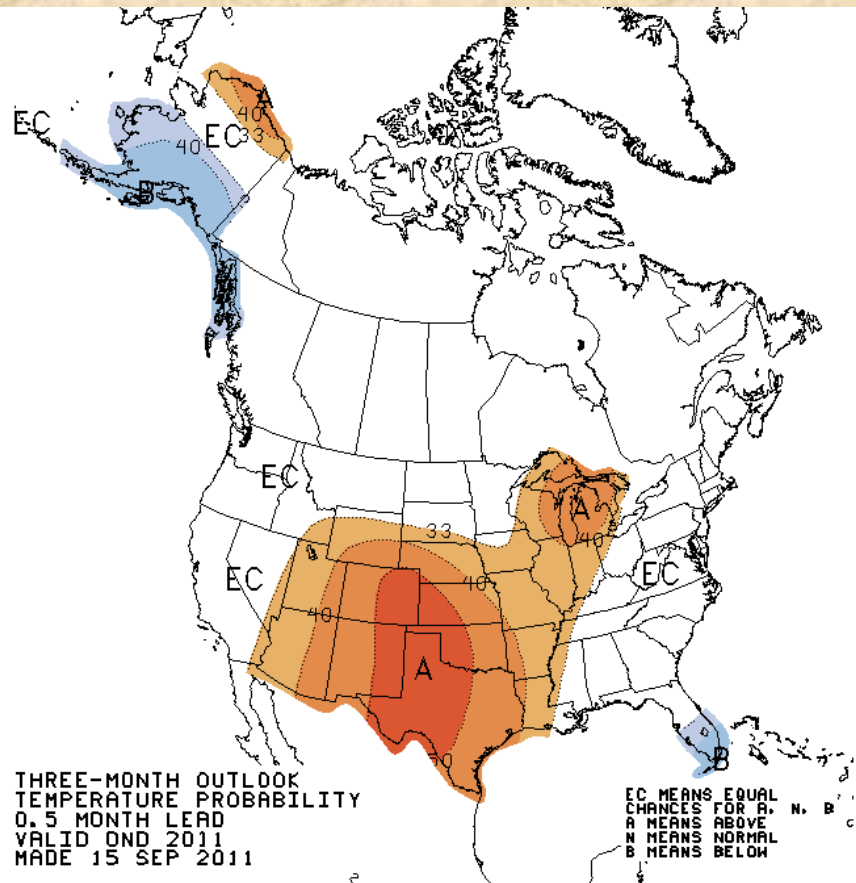 A
EC
40
EC
33
40
B
EC
33
A
40
EC
EC
40
40
A
50
B
THREE-MONTH OUTLOOK
TEMPERATURE PROBABILITY
0.5 MONTH LEAD
VALID OND 2011
MADE 15 SEP 2011
EC MEANS EQUAL
CHANCES FOR A, N, B
A MEANS ABOVE
N MEANS NORMAL
B MEANS BELOW